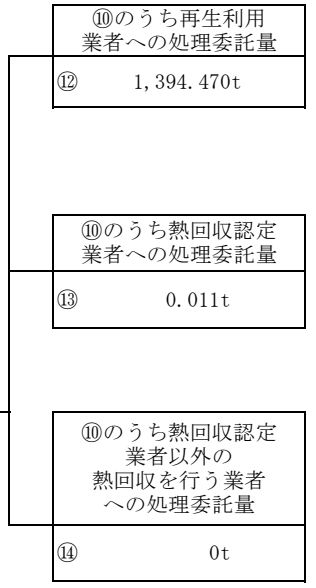 ⑩のうち再生利用
業者への処理委託量
⑫ 1,394.470t
⑩のうち熱回収認定
業者への処理委託量
⑬ 0.011t
⑩のうち熱回収認定
業者以外の
熱回収を行う業者
への処理委託量
⑭ 0t